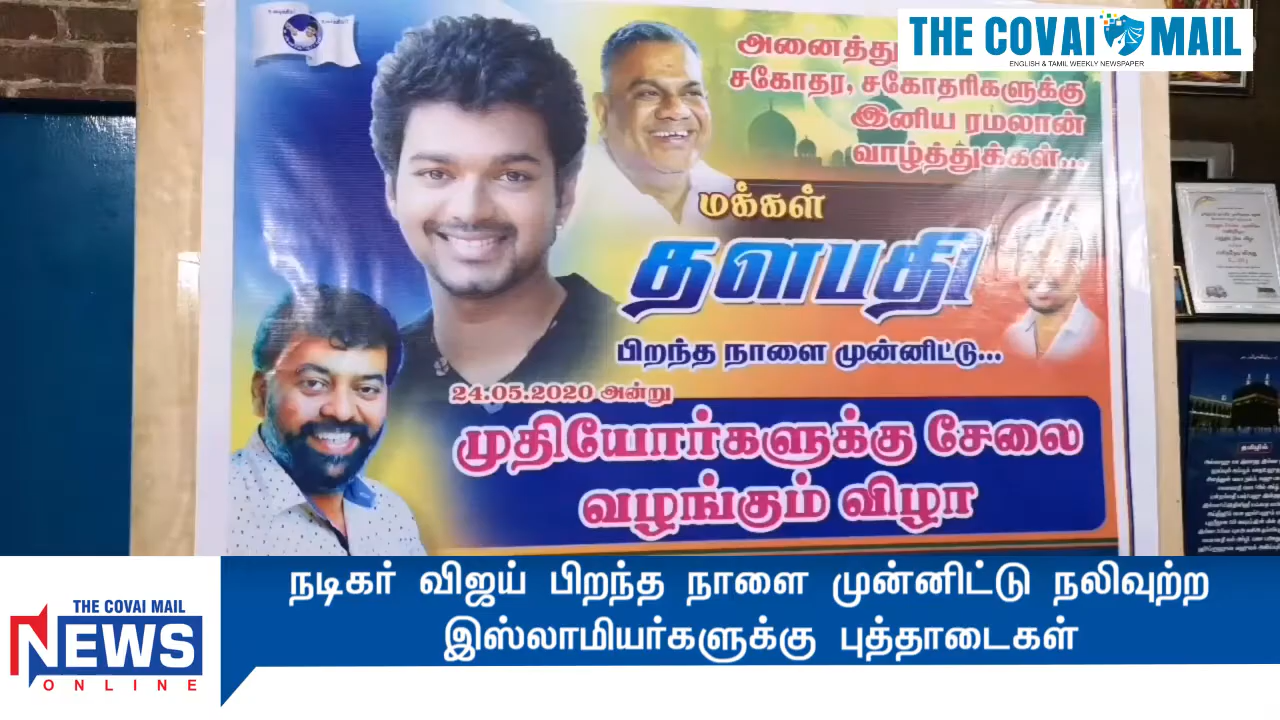 THE COVAI MAIL
ENGLISH & TAMIL WEEKLY NEWSPAPER
அனைத்து
சகோதர, சகோதரிகளுக்கு
இனிய ரமலான்
வாழ்த்துக்கள்...
மக்கள்
தளபதி
பிறந்த நாளை முன்னிட்டு...
24.05.2020 அன்று
முதியோர்களுக்கு சேலை
வழங்கும் விழா
தமிழில்
THE COVAI MAIL
NEWS
ONLINE
நடிகர் விஜய் பிறந்த நாளை முன்னிட்டு நலிவுற்ற
இஸ்லாமியர்களுக்கு புத்தாடைகள்